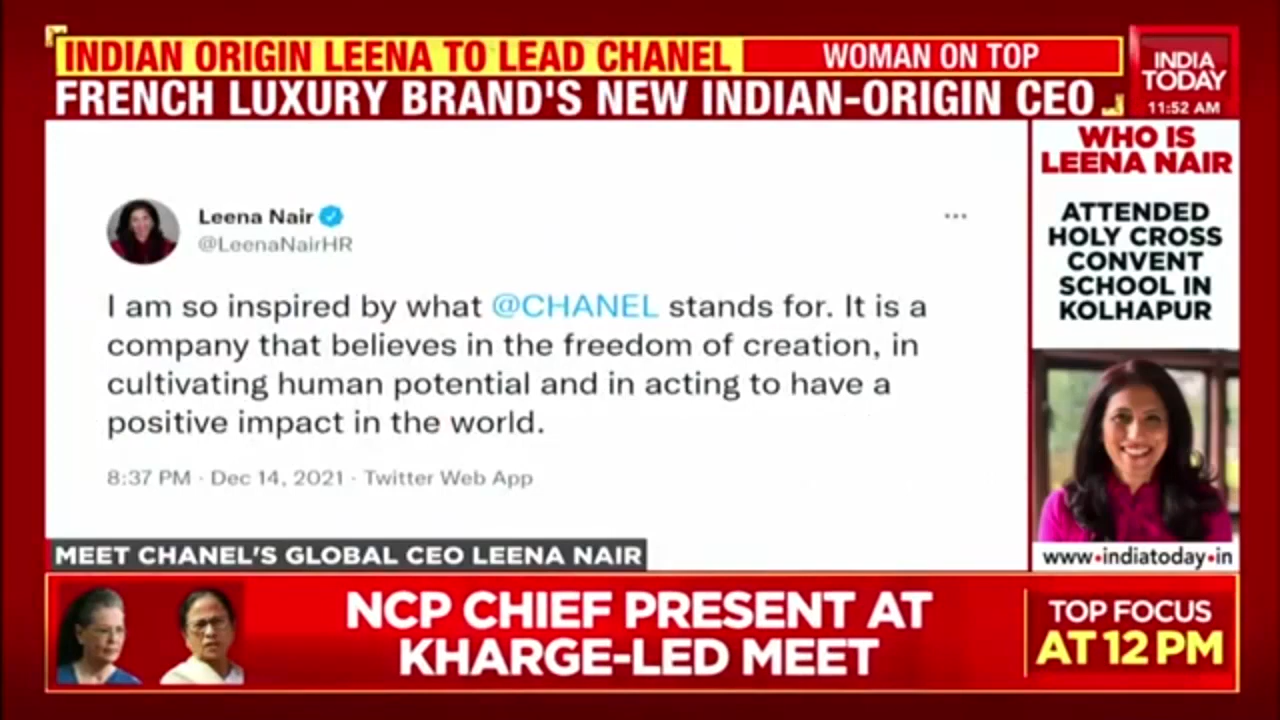 INDIAN ORIGIN LEENA TO LEAD CHANEL
WOMAN ON TOP
FRENCH LUXURY BRAND'S NEW INDIAN-ORIGIN CEO
INDIA
TODAY
11:52 AM
Leena Nair
@LeenaNairHR
I am so inspired by what @CHANEL stands for. It is a
company that believes in the freedom of creation, in
cultivating human potential and in acting to have a
positive impact in the world.
8:37 PM · Dec 14, 2021 · Twitter Web App
WHO IS
LEENA NAIR
ATTENDED
HOLY CROSS
CONVENT
SCHOOL IN
KOLHAPUR
www•indiatoday•in
MEET CHANEL'S GLOBAL CEO LEENA NAIR
NCP CHIEF PRESENT AT
KHARGE-LED MEET
TOP FOCUS
AT 12 PM